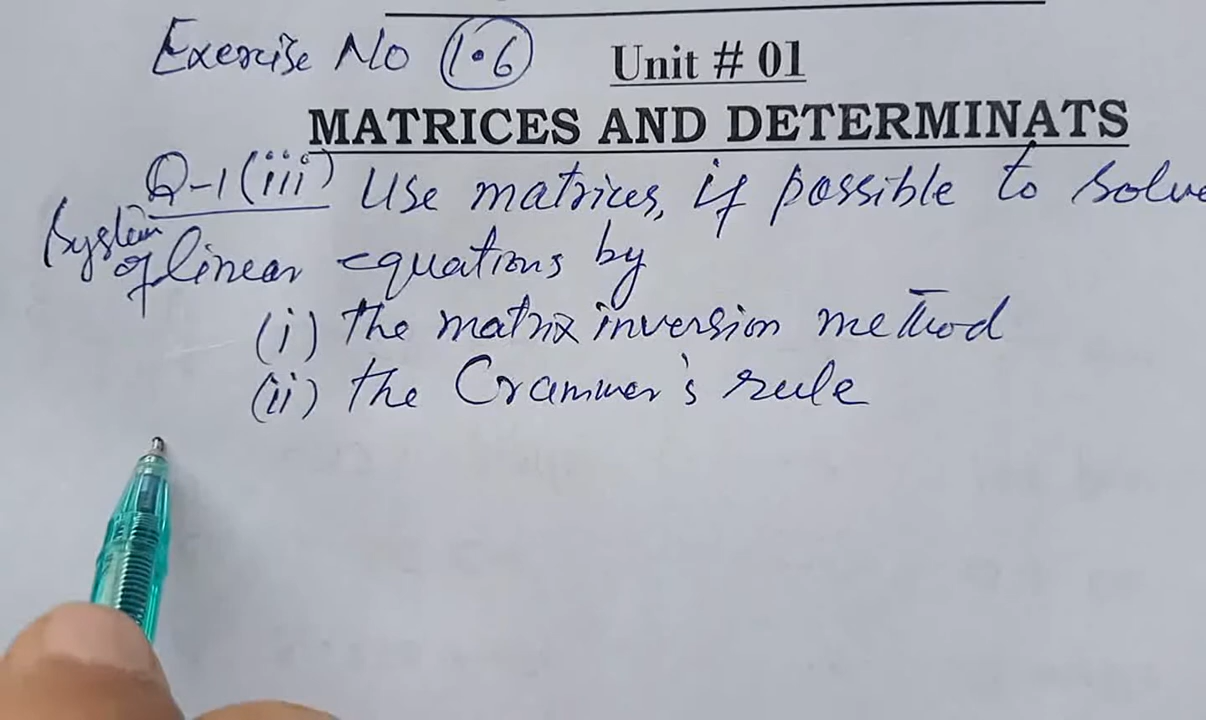 Exercise No 1.6 Unit # 01
MATRICES AND DETERMINATS
Q-1(iii) Use matrices, if possible to solve
System of linear equations by
(i) the matrix inversion method
(ii) the Crammer's rule